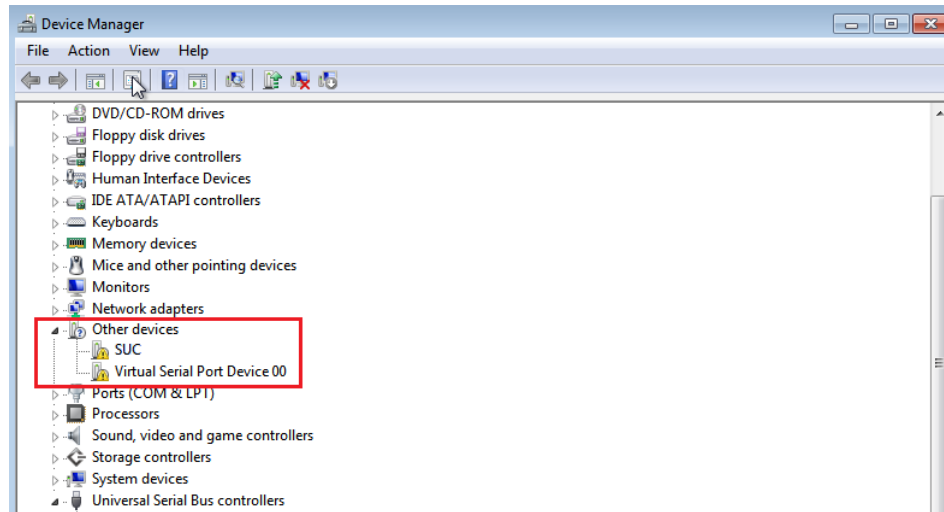 Device Manager
File Action View Help
DVD/CD-ROM drives
Floppy disk drives
Floppy drive controllers
Human Interface Devices
IDE ATA/ATAPI controllers
Keyboards
Memory devices
Mice and other pointing devices
Monitors
Network adapters
Other devices
SUC
Virtual Serial Port Device 00
Ports (COM & LPT)
Processors
Sound, video and game controllers
Storage controllers
System devices
Universal Serial Bus controllers